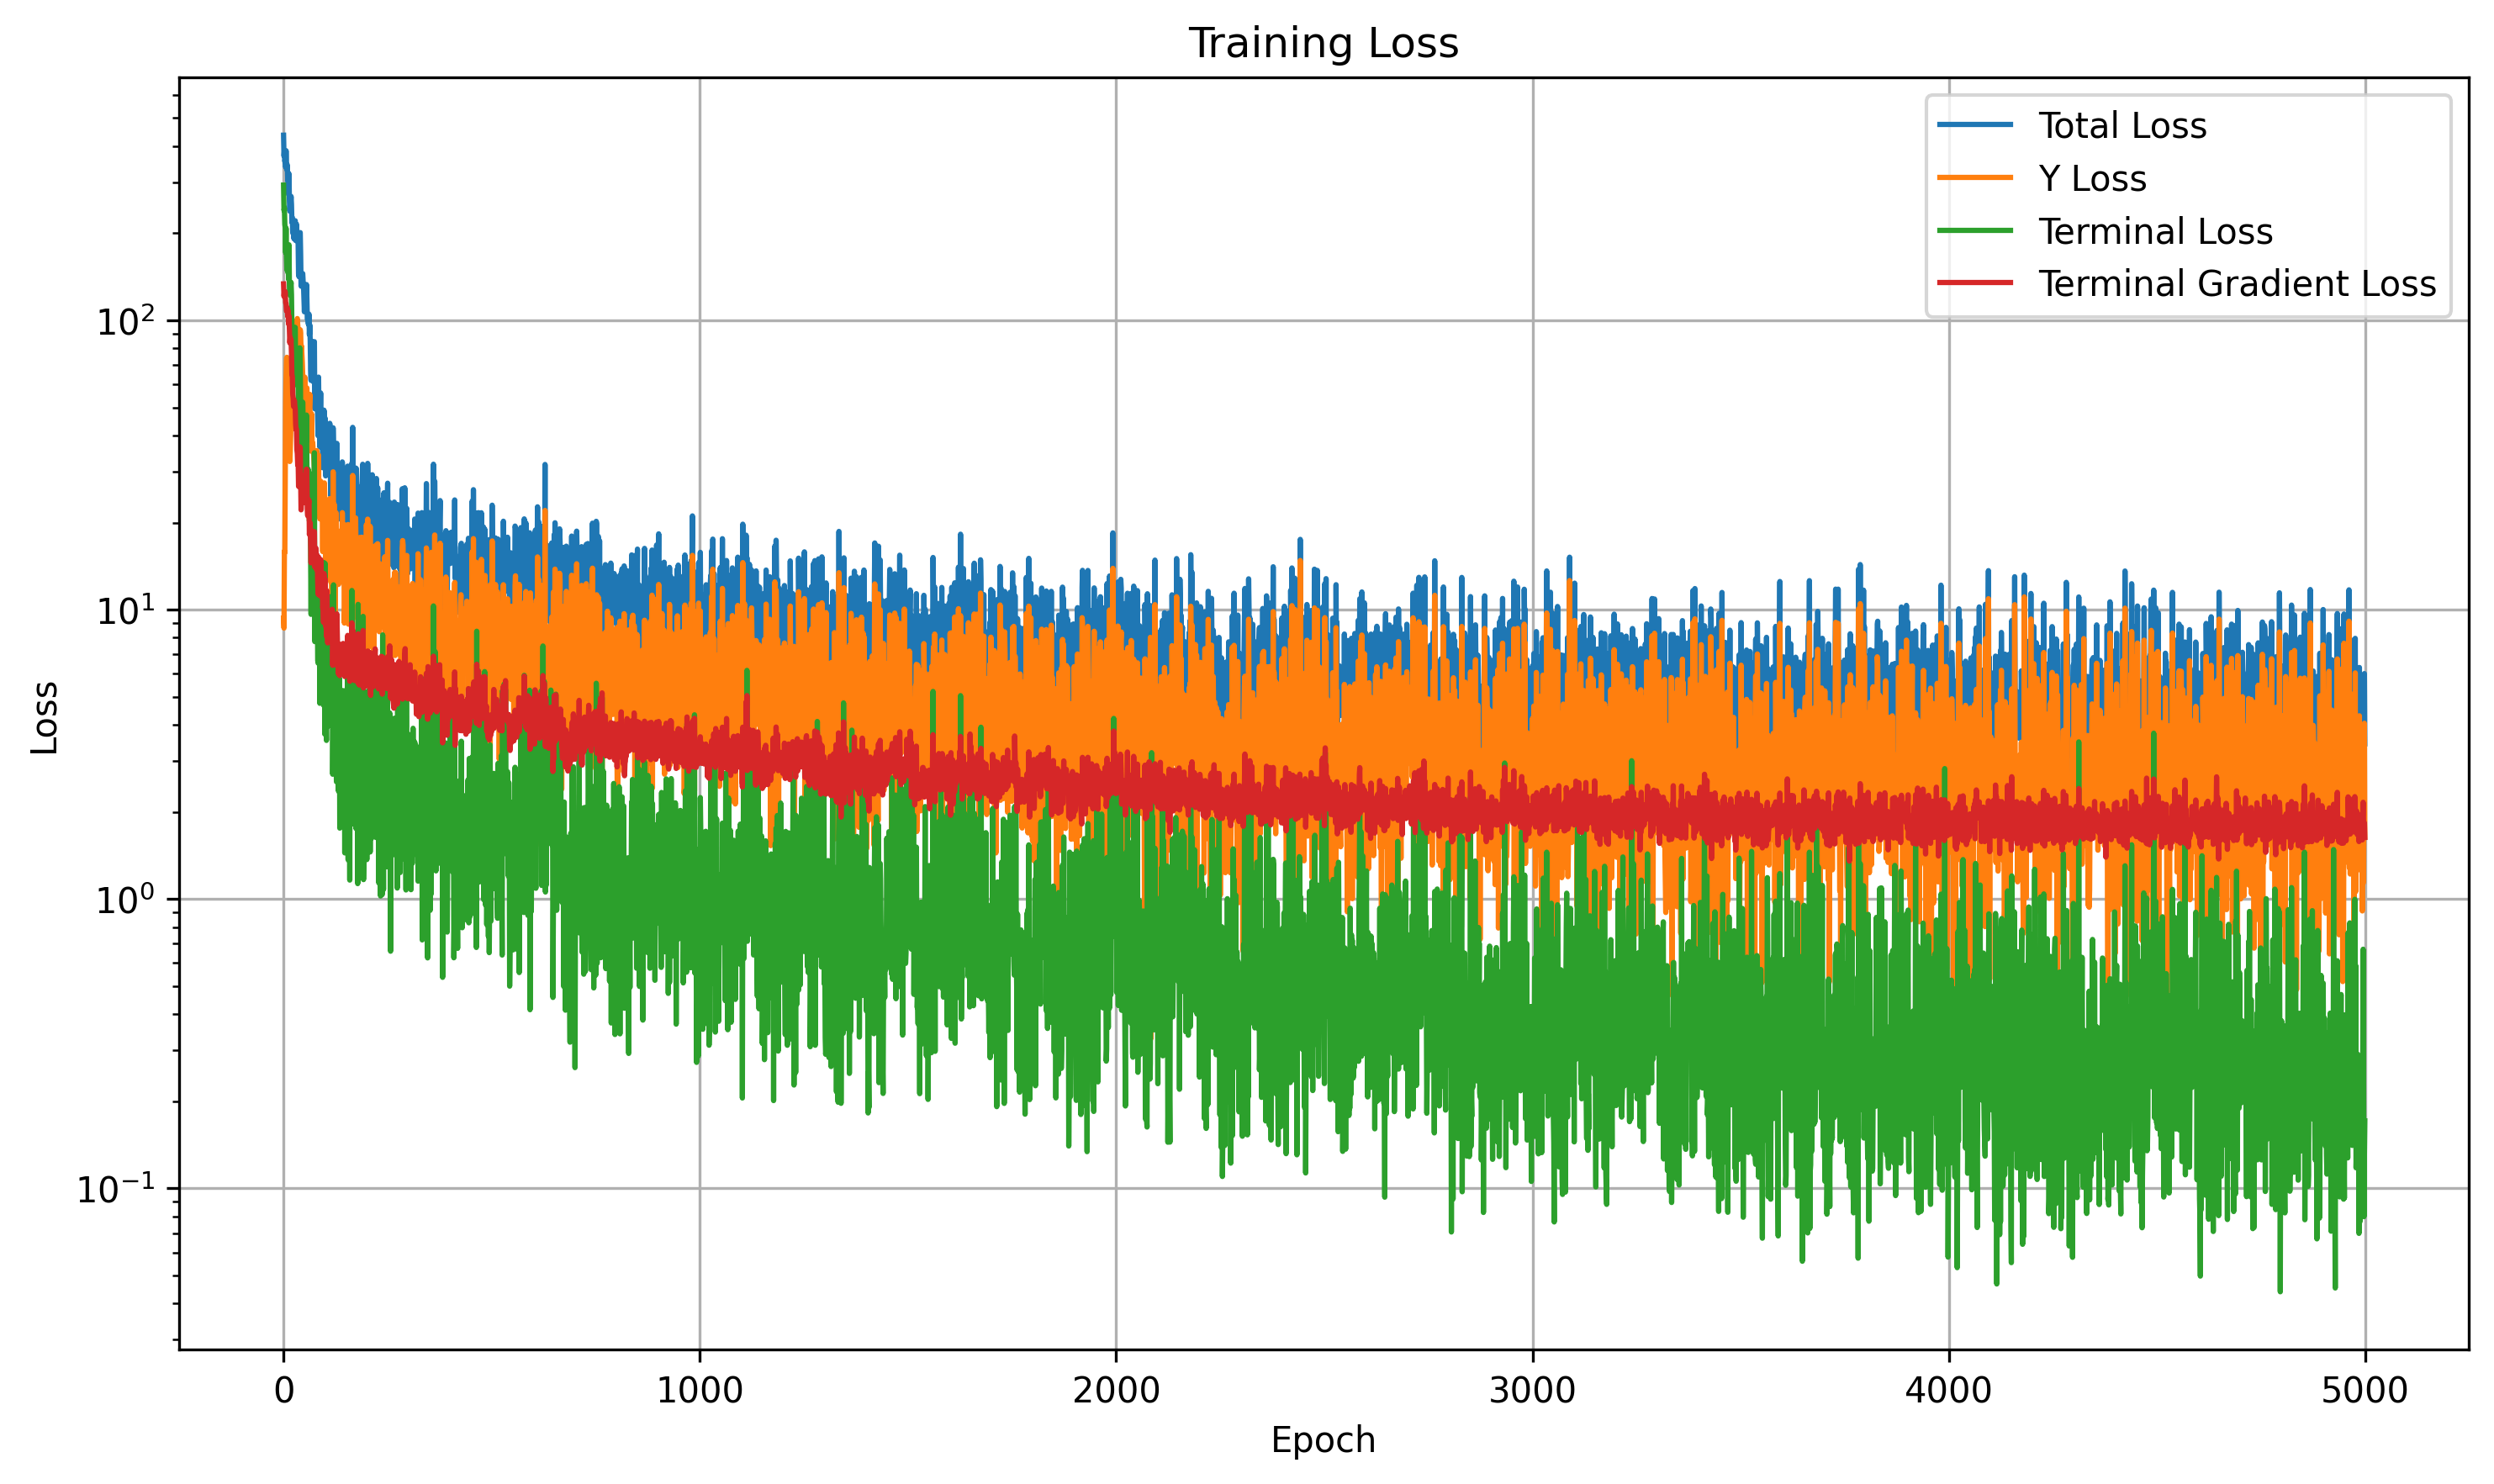 Training Loss
Total Loss
Y Loss
Terminal Loss
Terminal Gradient Loss
Loss
10²
10¹
10⁰
10⁻¹
0 1000 2000 3000 4000 5000
Epoch